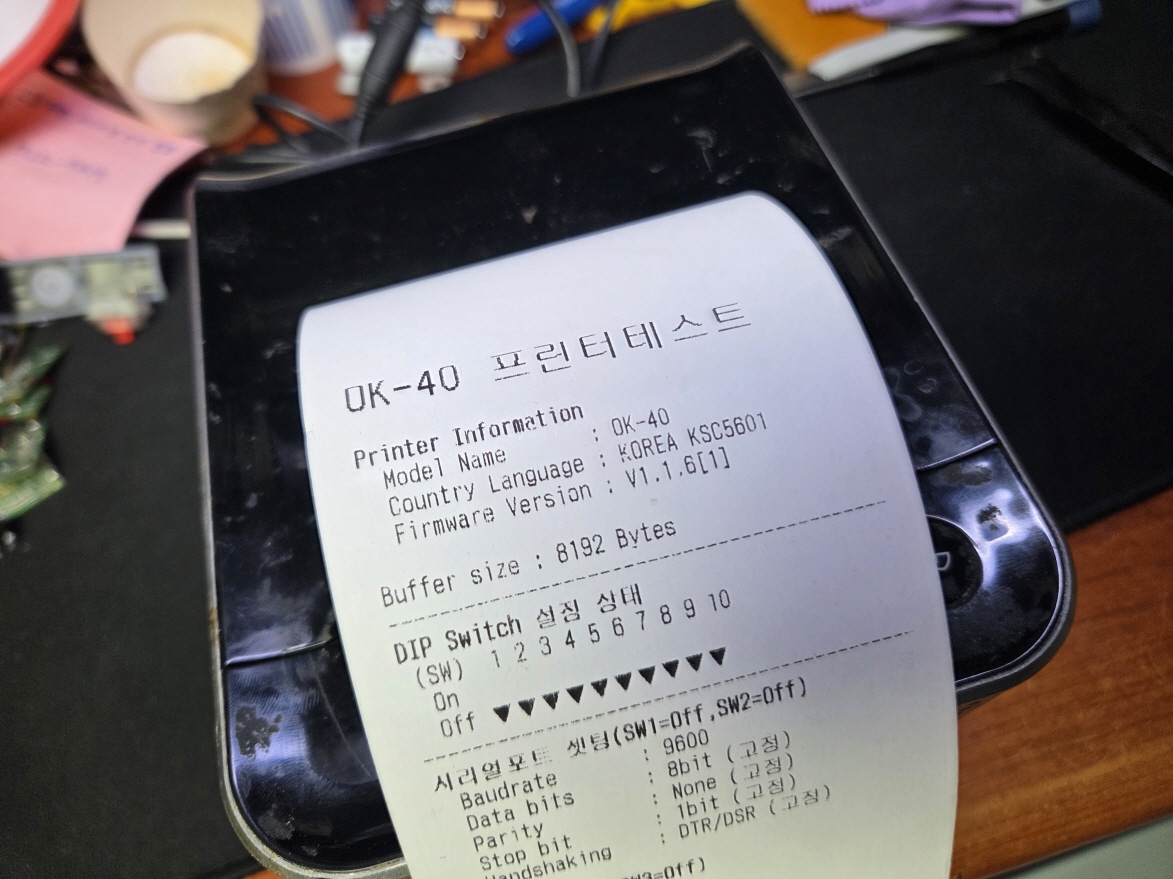 OK-40 프린터테스트
Printer Information
Model Name : OK-40
Country Language : KOREA KSC5601
Firmware Version : V1.1.6[1]
Buffer size : 8192 Bytes
DIP Switch 설정 상태
(SW) 1 2 3 4 5 6 7 8 9 10
On
Off ▼▼▼▼▼▼▼▼▼▼
시리얼포트 셋팅(SW1=Off,SW2=Off)
Baudrate : 9600
Data bits : 8bit (고정)
Parity : None (고정)
Stop bit : 1bit (고정)
Handshaking : DTR/DSR (고정)
SW3=Off)